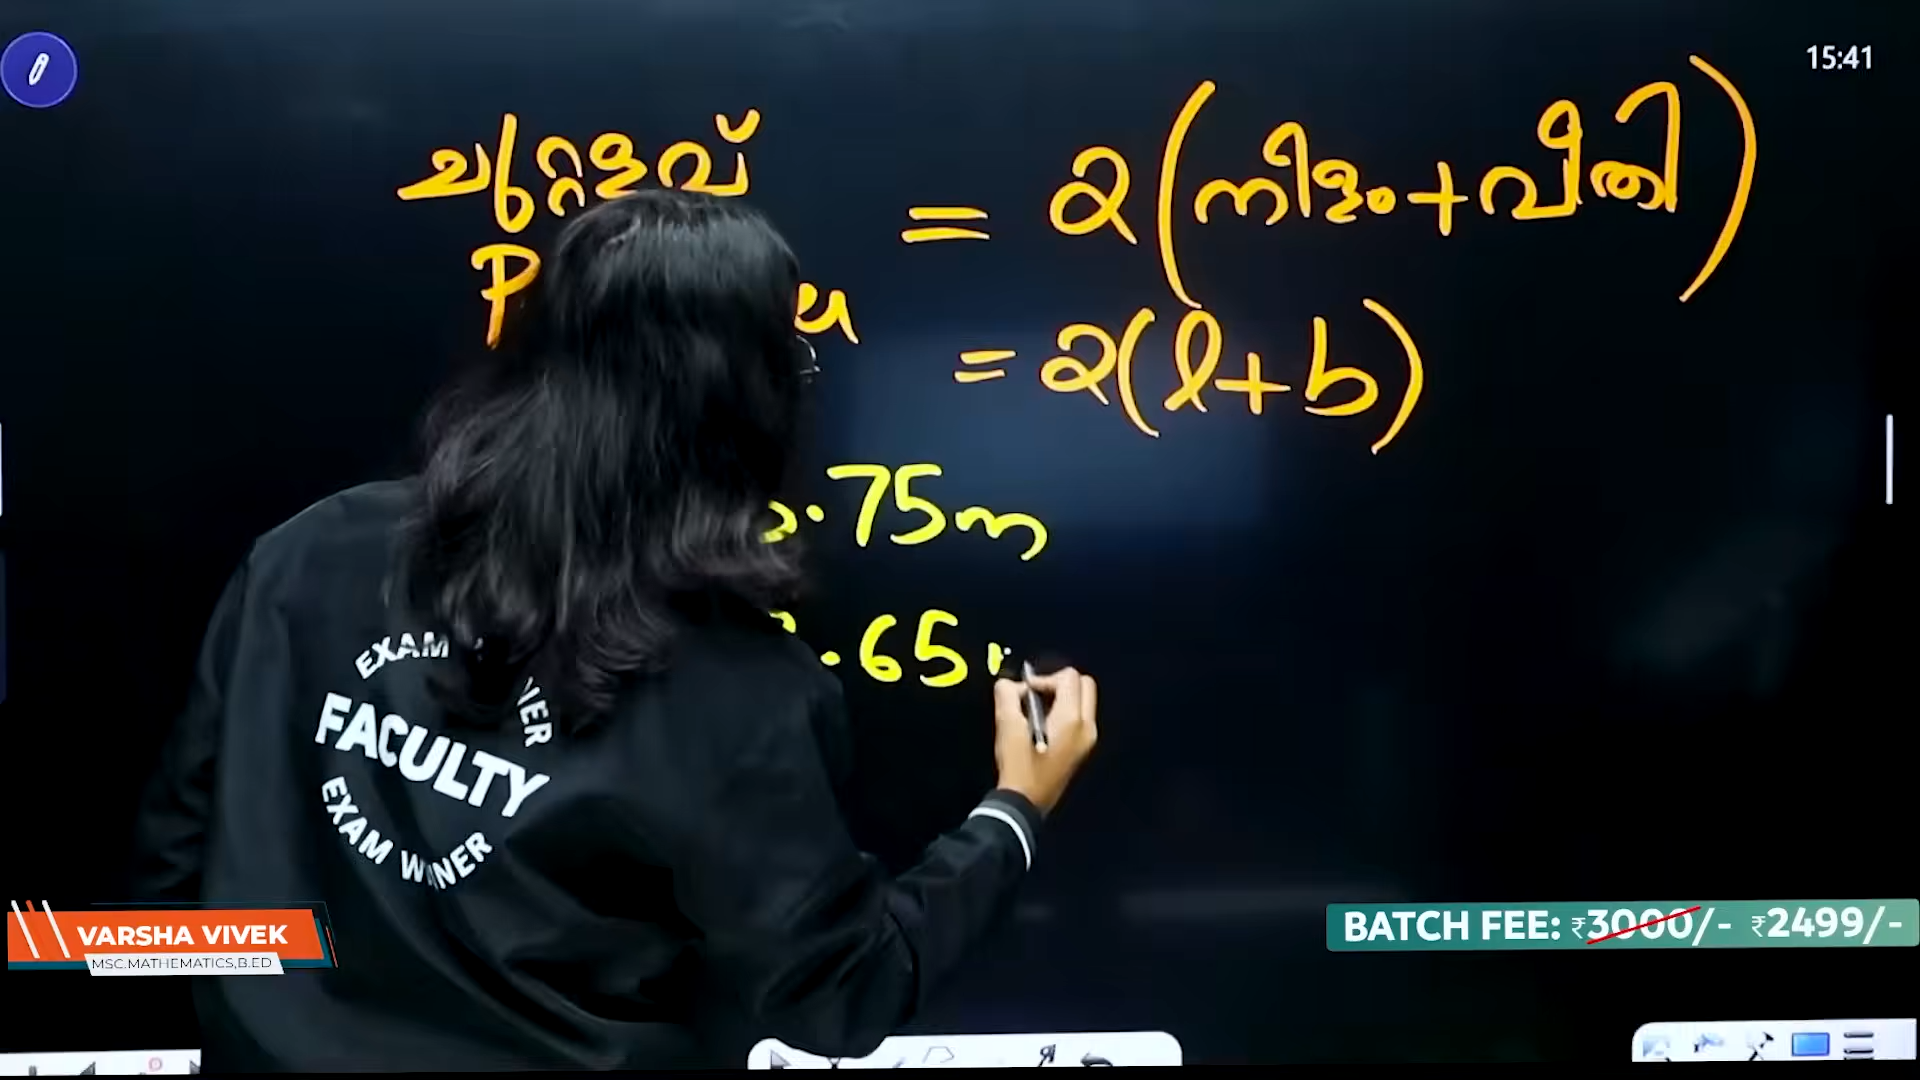 15:41
ചുറ്റളവ് = 2(നീളം+വീതി)
= 2(l+b)
.75m
.65
EXAM
FACULTY
EXAM WINNER
VARSHA VIVEK
MSC.MATHEMATICS,B.ED
BATCH FEE: ₹3000/- ₹2499/-